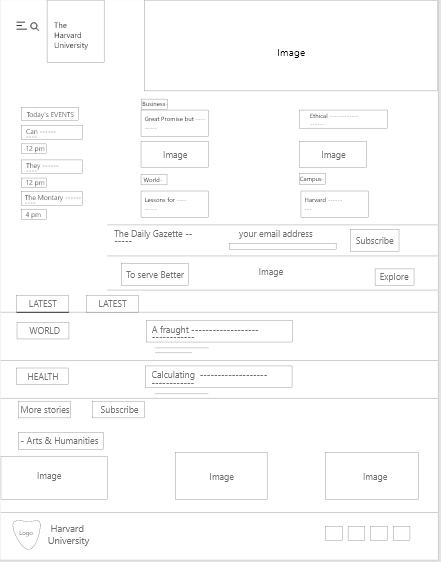 The
Harvard
University
Image
Today's EVENTS
Can ------
----
12 pm
They ------
----
12 pm
The Montary ------
----
4 pm
Business-
Great Promise but ----
-----
Ethical ------------
------
Image
Image
World-
Campus-
Lessons for ----
-----
Harvard ------
---
The Daily Gazette --
-----
your email address
Subscribe
To serve Better
Image
Explore
LATEST
LATEST
WORLD
A fraught -------------------
------------
HEALTH
Calculating -------------------
------------
More stories
Subscribe
- Arts & Humanities
Image
Image
Image
Logo
Harvard
University